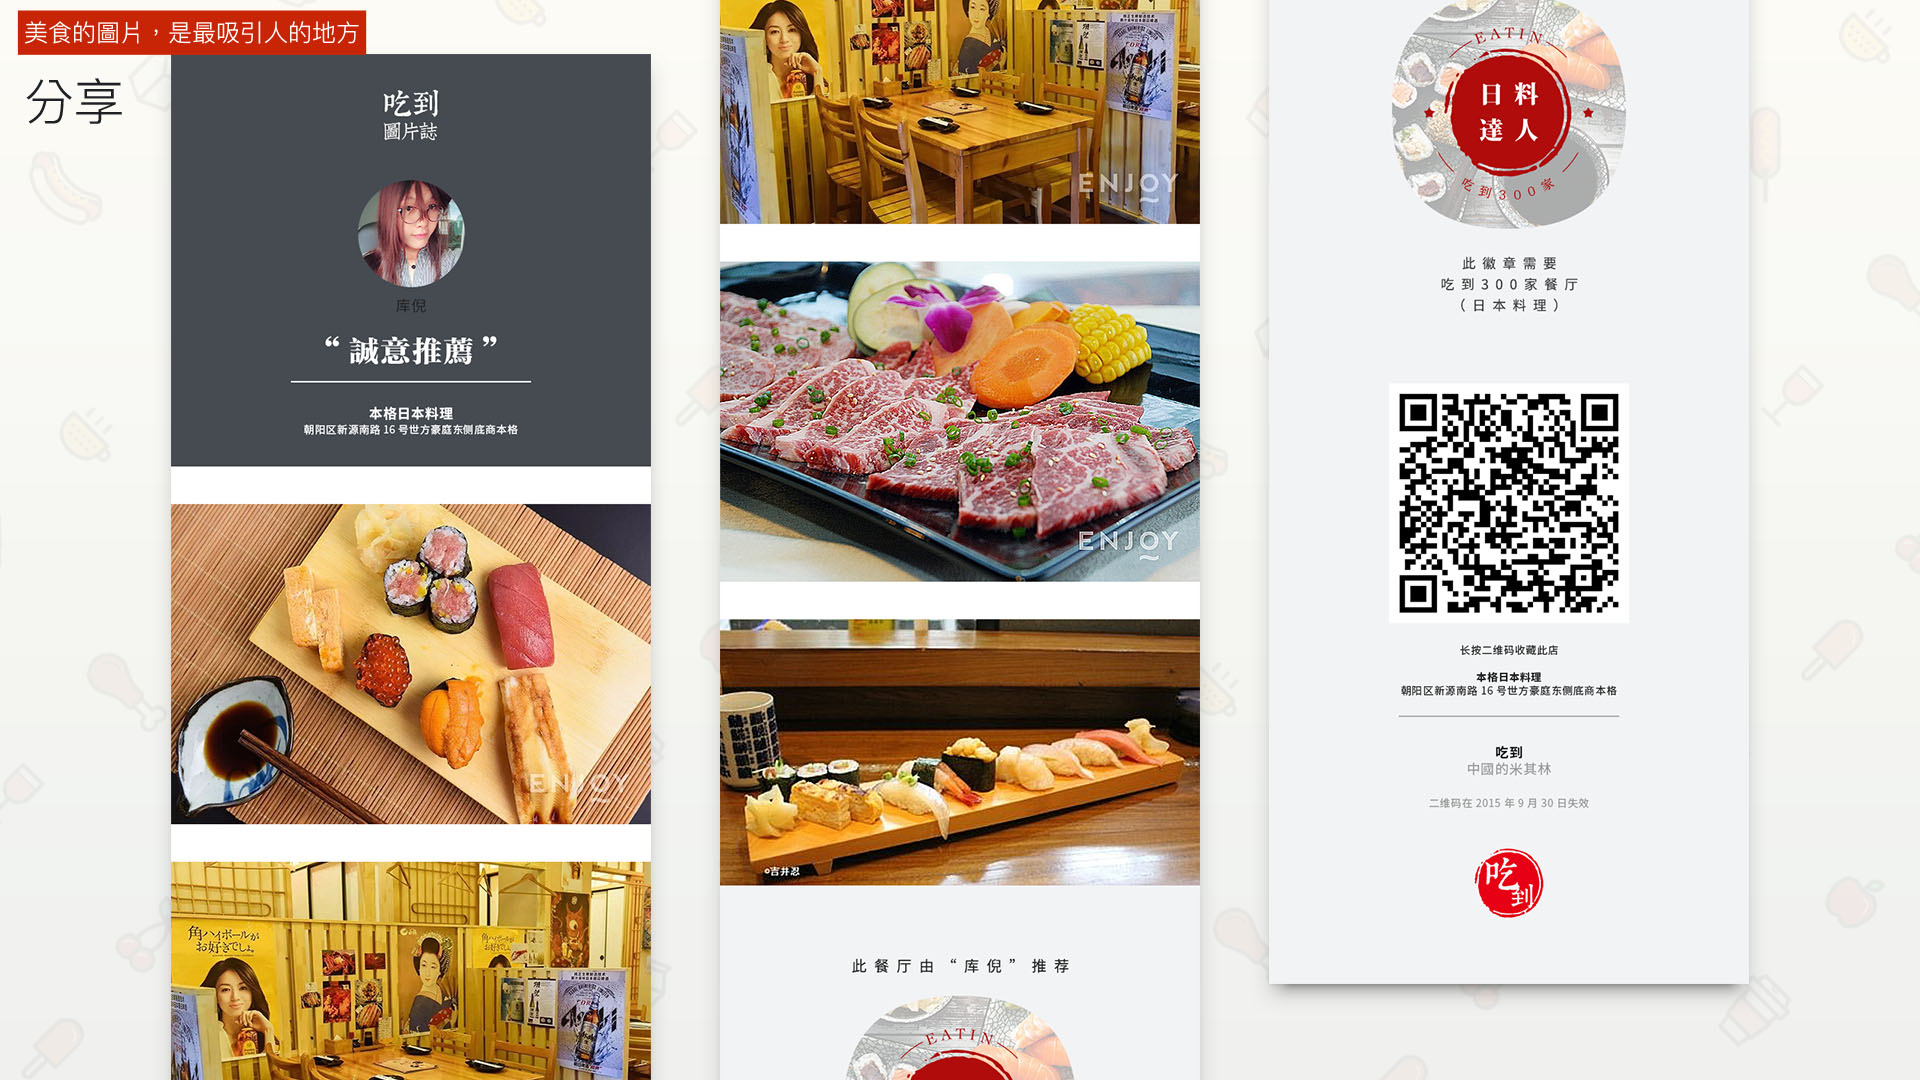 美食的圖片，是最吸引人的地方
分享
吃到
圖片誌
库倪
“ 誠意推薦 ”
本格日本料理
朝阳区新源南路 16 号世方豪庭东侧底商本格
ENJOY
角ハイボールが
お好きでしょ。
ENJOY
ENJOY
吉井忍
此餐厅由“库倪”推荐
EATIN
EATIN
日料
達人
吃到300家
此徽章需要
吃到300家餐厅
（日本料理）
长按二维码收藏此店
本格日本料理
朝阳区新源南路 16 号世方豪庭东侧底商本格
吃到
中國的米其林
二维码在 2015 年 9 月 30 日失效
吃到